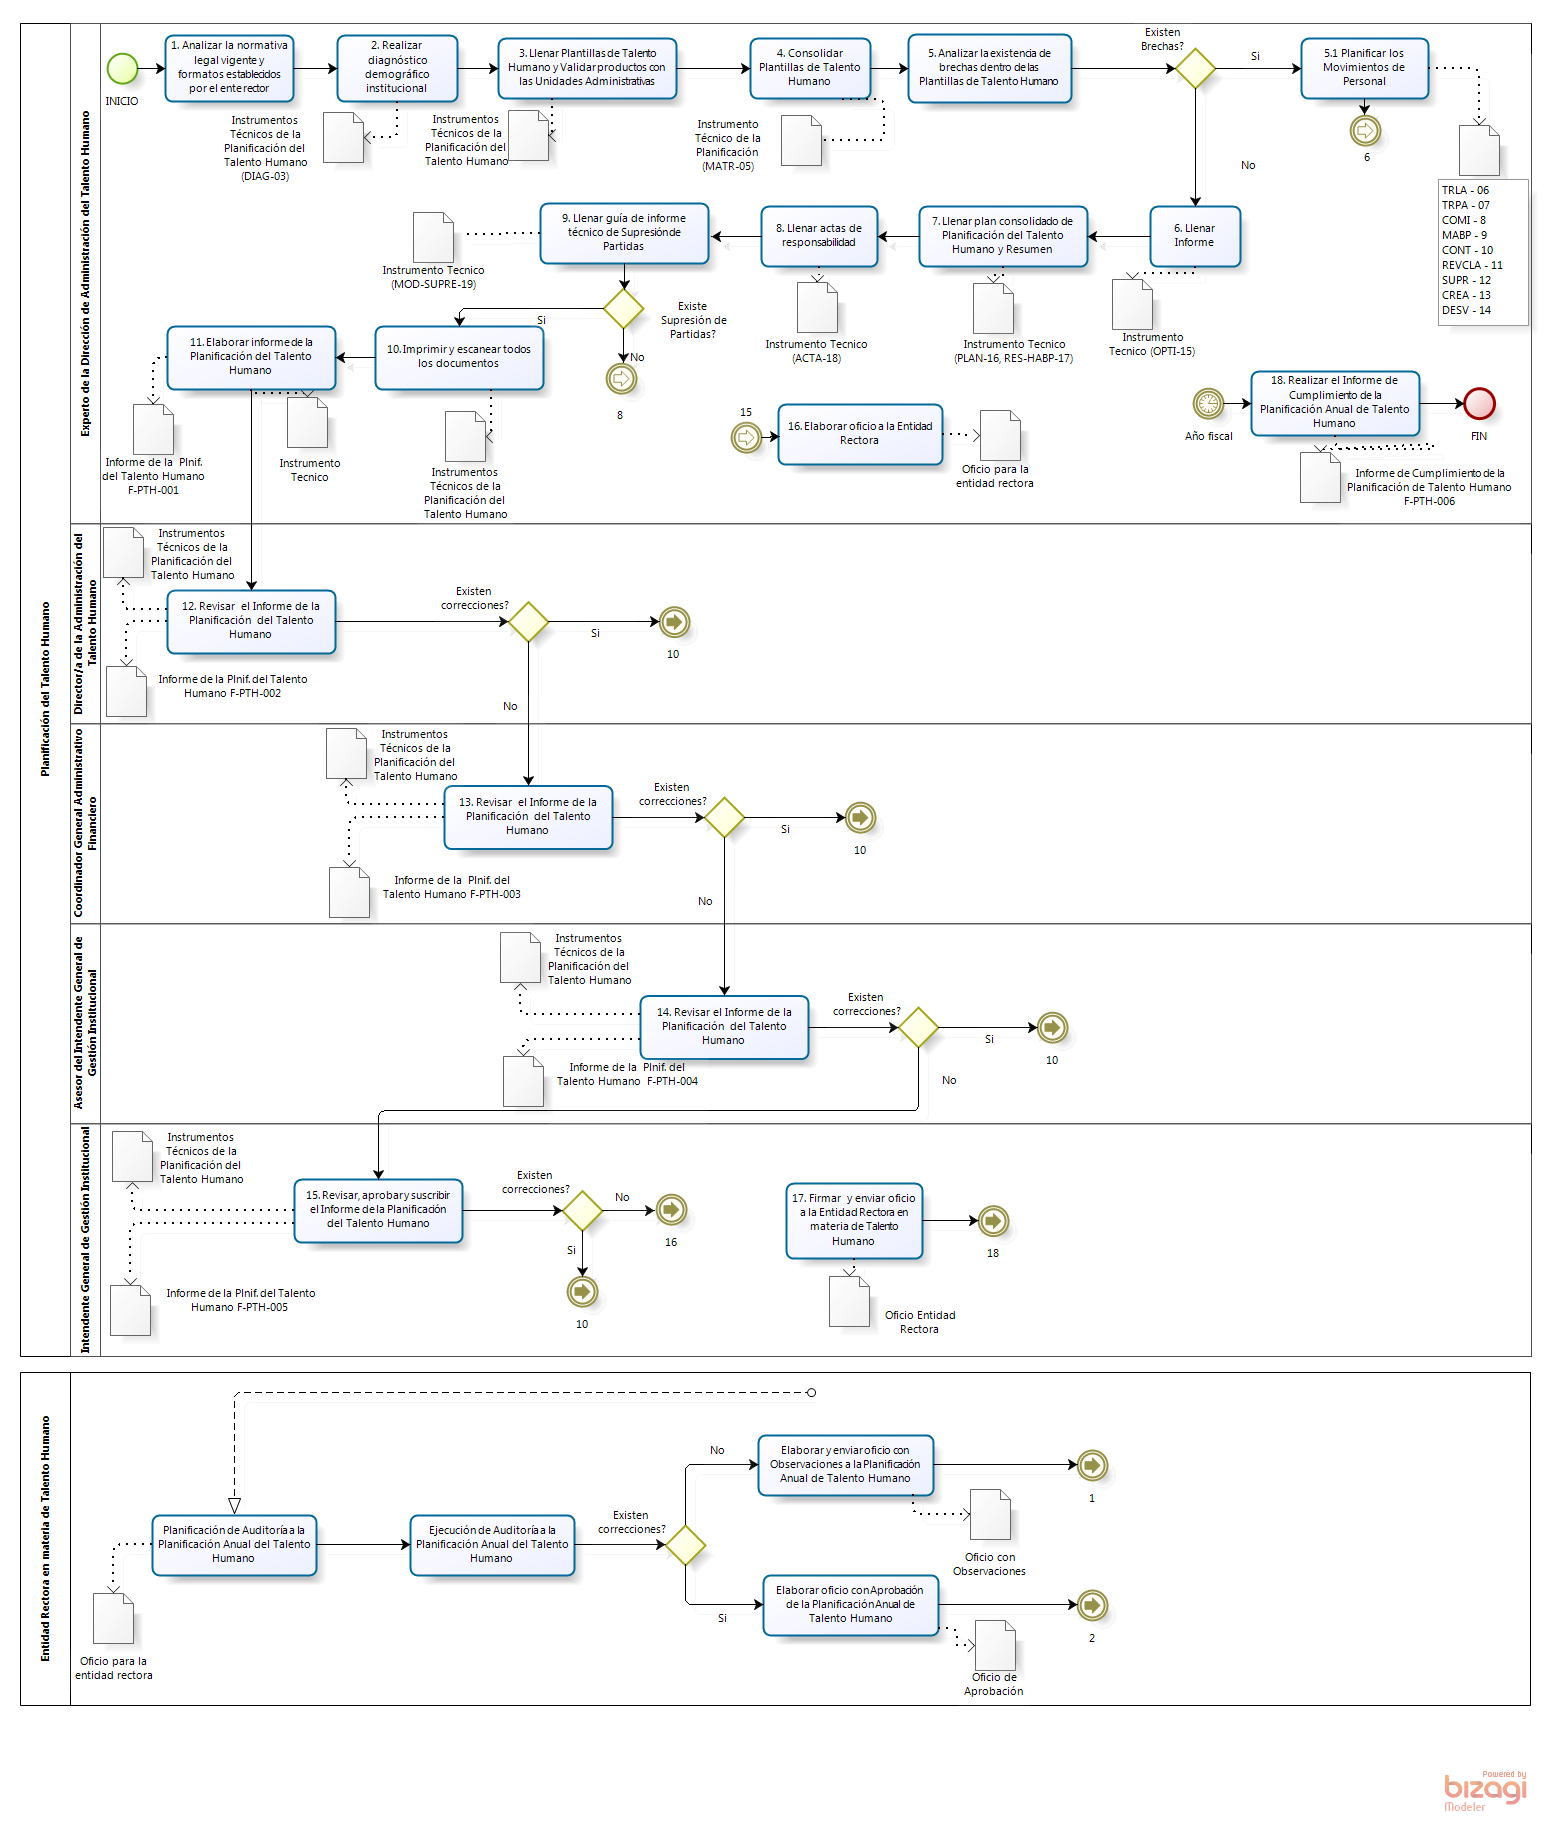 Planificación del Talento Humano
Experto de la Dirección de Administración del Talento Humano
INICIO
1. Analizar la normativa
legal vigente y
formatos establecidos
por el ente rector
2. Realizar
diagnóstico
demográfico
institucional
3. Llenar Plantillas de Talento
Humano y Validar productos con
las Unidades Administrativas
4. Consolidar
Plantillas de Talento
Humano
5. Analizar la existencia de
brechas dentro de las
Plantillas de Talento Humano
Existen
Brechas?
Si
5.1 Planificar los
Movimientos de
Personal
6
No
Instrumentos
Técnicos de la
Planificación del
Talento Humano
(DIAG-03)
Instrumentos
Técnicos de la
Planificación del
Talento Humano
Instrumento
Técnico de la
Planificación
(MATR-05)
TRLA - 06
TRPA - 07
COMI - 8
MABP - 9
CONT - 10
REVCLA - 11
SUPR - 12
CREA - 13
DESV - 14
6. Llenar
Informe
7. Llenar plan consolidado de
Planificación del Talento
Humano y Resumen
8. Llenar actas de
responsabilidad
9. Llenar guía de informe
técnico de Supresión de
Partidas
Instrumento Tecnico
(MOD-SUPRE-19)
Instrumento Tecnico
(ACTA-18)
Instrumento Tecnico
(PLAN-16, RES-HABP-17)
Instrumento
Tecnico (OPTI-15)
Existe
Supresión de
Partidas?
Si
No
8
10. Imprimir y escanear todos
los documentos
11. Elaborar informe de la
Planificación del Talento
Humano
Informe de la Plnif.
del Talento Humano
F-PTH-001
Instrumento
Tecnico
Instrumentos
Técnicos de la
Planificación del
Talento Humano
15
16. Elaborar oficio a la Entidad
Rectora
Oficio para la
entidad rectora
Año fiscal
18. Realizar el Informe de
Cumplimiento de la
Planificación Anual de Talento
Humano
FIN
Informe de Cumplimiento de la
Planificación de Talento Humano
F-PTH-006
Director/a de la Administración del
Talento Humano
Instrumentos
Técnicos de la
Planificación del
Talento Humano
12. Revisar el Informe de la
Planificación del Talento
Humano
Existen
correcciones?
Si
10
No
Informe de la Plnif. del Talento
Humano F-PTH-002
Coordinador General Administrativo
Financiero
Instrumentos
Técnicos de la
Planificación del
Talento Humano
13. Revisar el Informe de la
Planificación del Talento
Humano
Existen
correcciones?
Si
10
No
Informe de la Plnif. del
Talento Humano F-PTH-003
Asesor del Intendente General de
Gestión Institucional
Instrumentos
Técnicos de la
Planificación del
Talento Humano
14. Revisar el Informe de la
Planificación del Talento
Humano
Existen
correcciones?
Si
10
No
Informe de la Plnif. del
Talento Humano F-PTH-004
Intendente General de Gestión Institucional
Instrumentos
Técnicos de la
Planificación del
Talento Humano
15. Revisar, aprobar y suscribir
el Informe de la Planificación
del Talento Humano
Existen
correcciones?
No
16
Si
10
Informe de la Plnif. del Talento
Humano F-PTH-005
17. Firmar y enviar oficio
a la Entidad Rectora en
materia de Talento
Humano
18
Oficio Entidad
Rectora
Entidad Rectora en materia de Talento Humano
Planificación de Auditoría a la
Planificación Anual del Talento
Humano
Oficio para la
entidad rectora
Ejecución de Auditoría a la
Planificación Anual del Talento
Humano
Existen
correcciones?
No
Elaborar y enviar oficio con
Observaciones a la Planificación
Anual de Talento Humano
1
Oficio con
Observaciones
Si
Elaborar oficio con Aprobación
de la Planificación Anual de
Talento Humano
2
Oficio de
Aprobación
Powered by
bizagi
Modeler